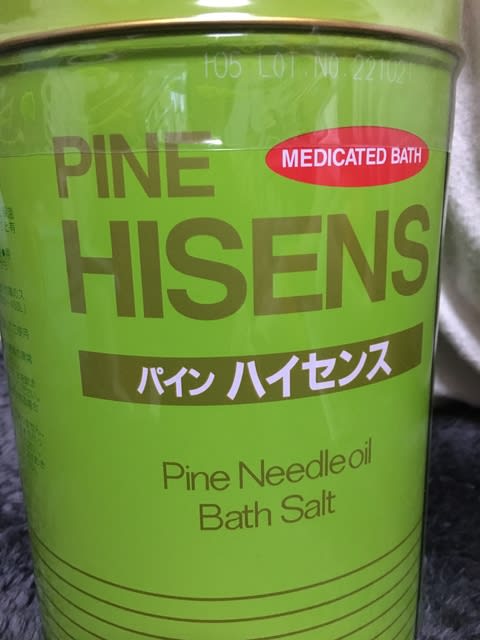 LOT.NO.221021
PINE
MEDICATED BATH
HISENS
パイン ハイセンス
Pine Needle oil
Bath Salt